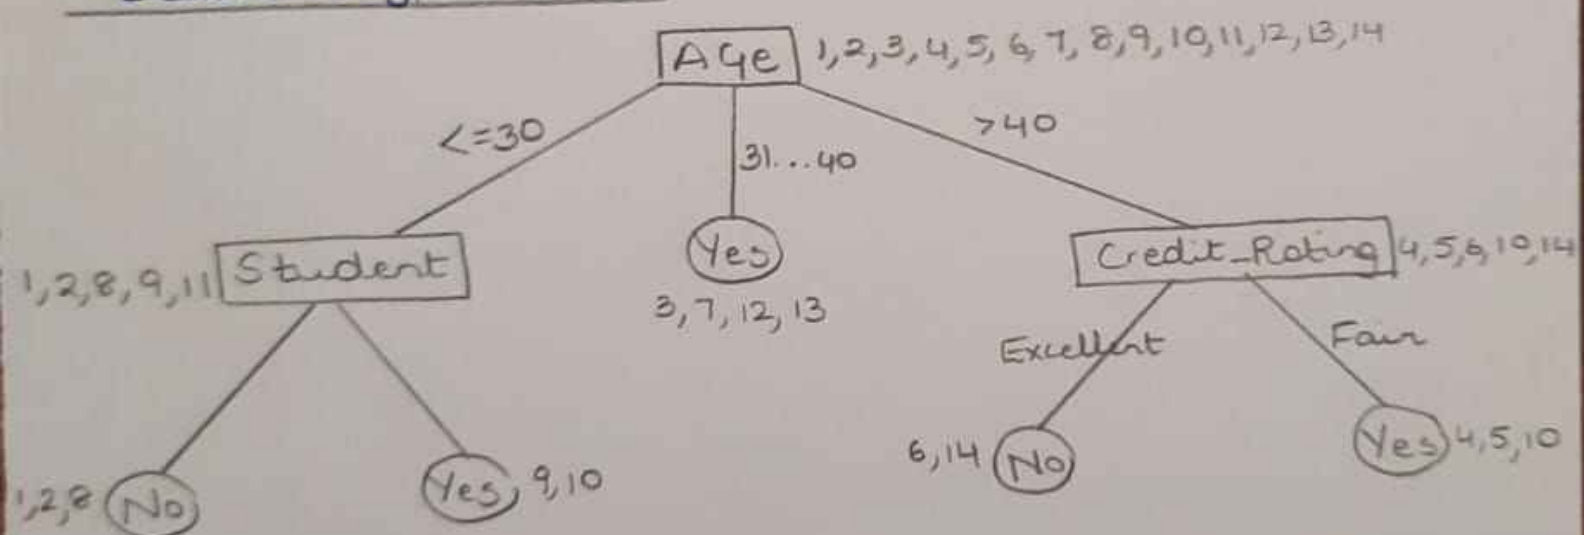 Age 1,2,3,4,5,6,7,8,9,10,11,12,13,14
<=30
31...40
>40
1,2,8,9,11 Student
Yes
Credit_Rating 4,5,6,10,14
3,7,12,13
Excellent
Fair
1,2,8 No
Yes, 9,10
6,14 No
Yes 4,5,10